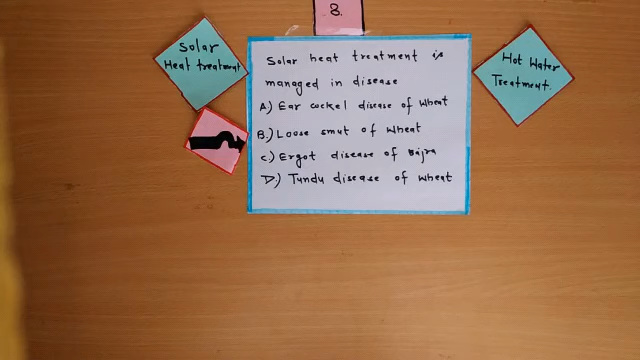 8.
Solar
Heat treatment
Solar heat treatment is
managed in disease
A) Ear cockel disease of wheat
B.) Loose smut of wheat
C.) Ergot disease of Bajra
D.) Tundu disease of wheat
Hot Water
Treatment.